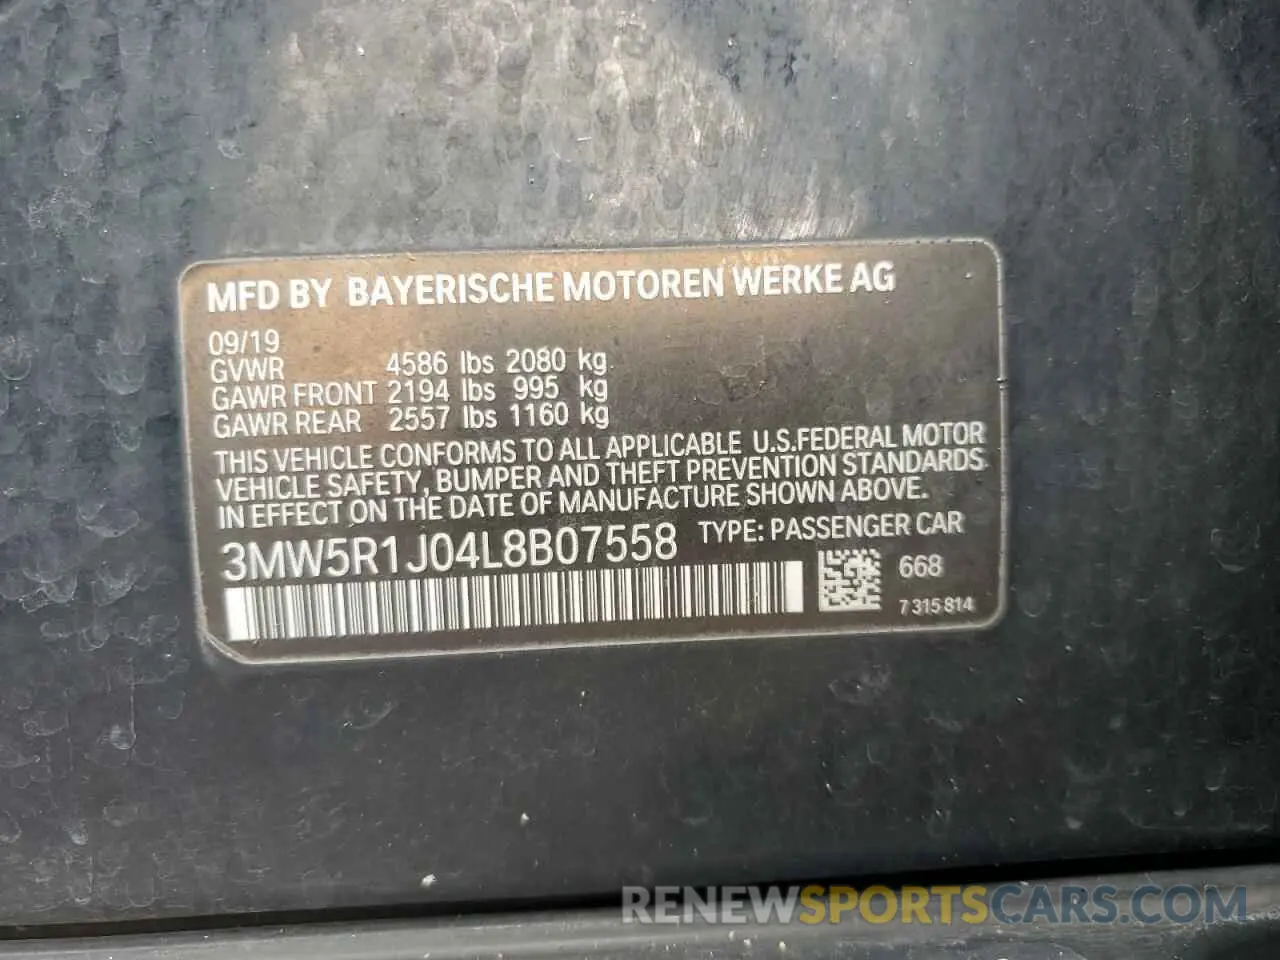 MFD BY BAYERISCHE MOTOREN WERKE AG
09/19
GVWR 4586 lbs 2080 kg
GAWR FRONT 2194 lbs 995 kg
GAWR REAR 2557 lbs 1160 kg
THIS VEHICLE CONFORMS TO ALL APPLICABLE U.S.FEDERAL MOTOR
VEHICLE SAFETY, BUMPER AND THEFT PREVENTION STANDARDS
IN EFFECT ON THE DATE OF MANUFACTURE SHOWN ABOVE.
3MW5R1J04L8B07558 TYPE: PASSENGER CAR
668
7 315 814
RENEWSPORTSCARS.COM